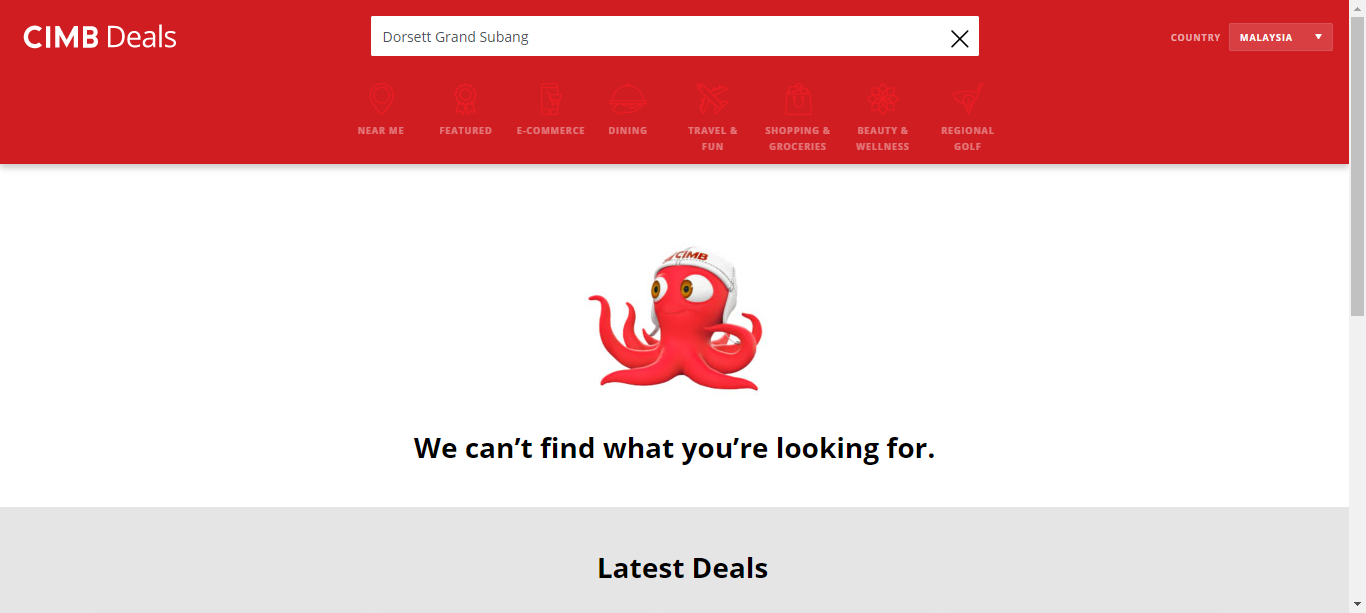 CIMB Deals
Dorsett Grand Subang
COUNTRY
MALAYSIA
NEAR ME
FEATURED
E-COMMERCE
DINING
TRAVEL &
FUN
SHOPPING &
GROCERIES
BEAUTY &
WELLNESS
REGIONAL
GOLF
CIMB
We can’t find what you’re looking for.
Latest Deals